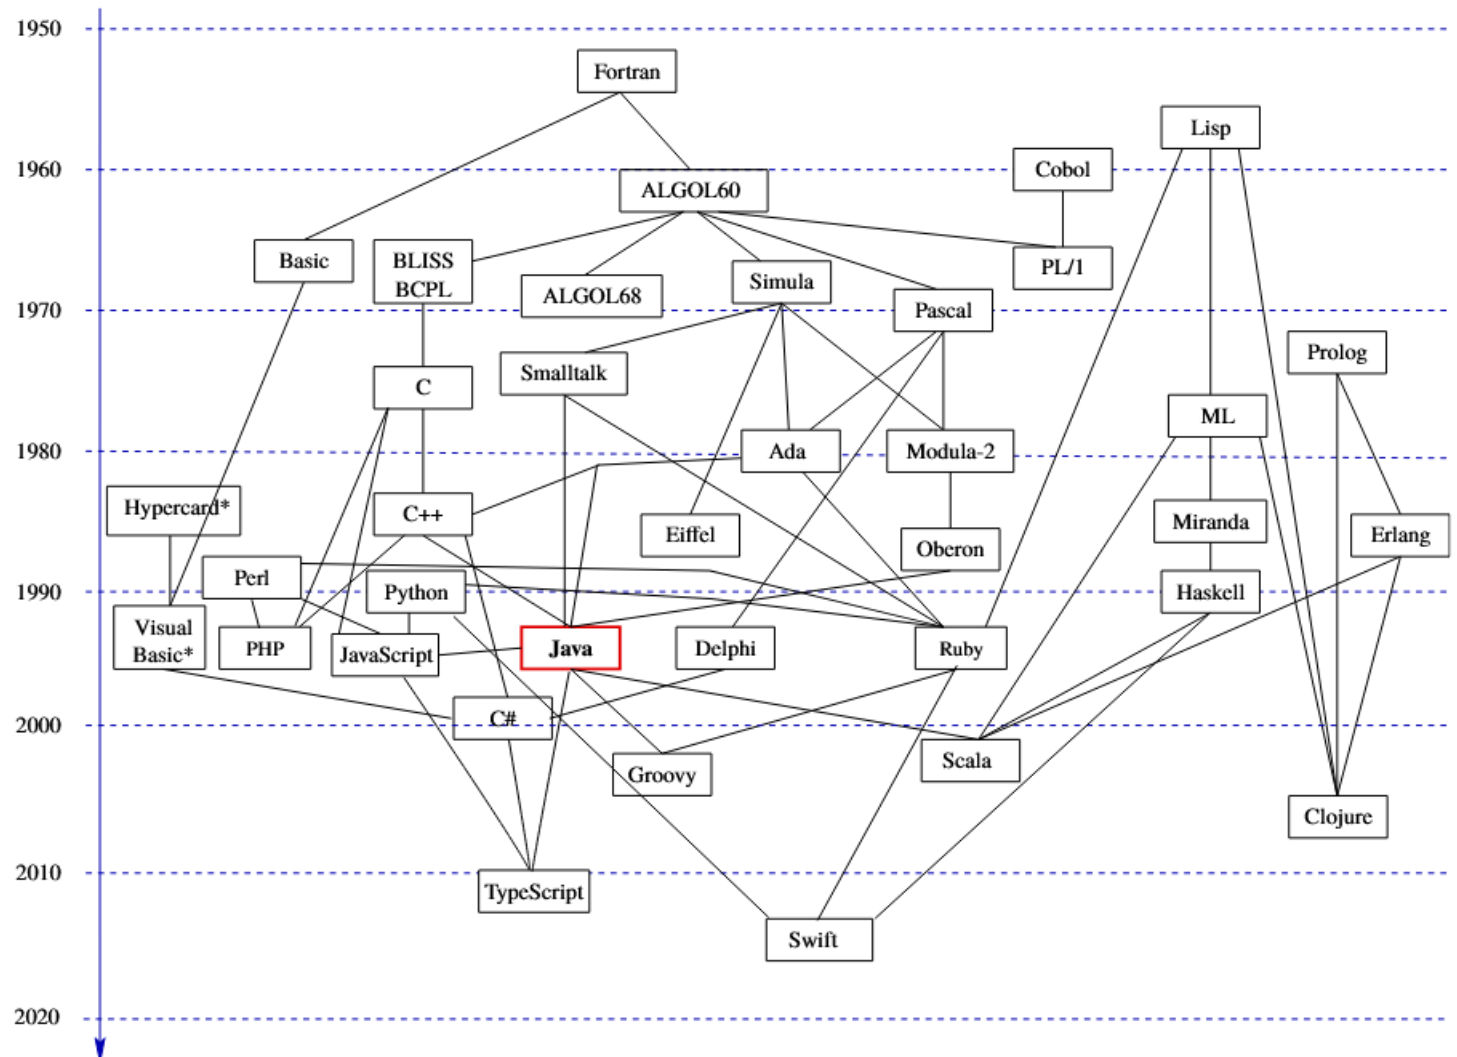 1950
Fortran
Lisp
1960
Cobol
ALGOL60
Basic
BLISS
BCPL
PL/1
ALGOL68
Simula
1970
Pascal
Prolog
Smalltalk
C
ML
1980
Ada
Modula-2
Hypercard*
C++
Miranda
Eiffel
Erlang
Oberon
Perl
1990
Python
Haskell
Visual
Basic*
PHP
JavaScript
Java
Delphi
Ruby
2000
C#
Scala
Groovy
Clojure
2010
TypeScript
Swift
2020